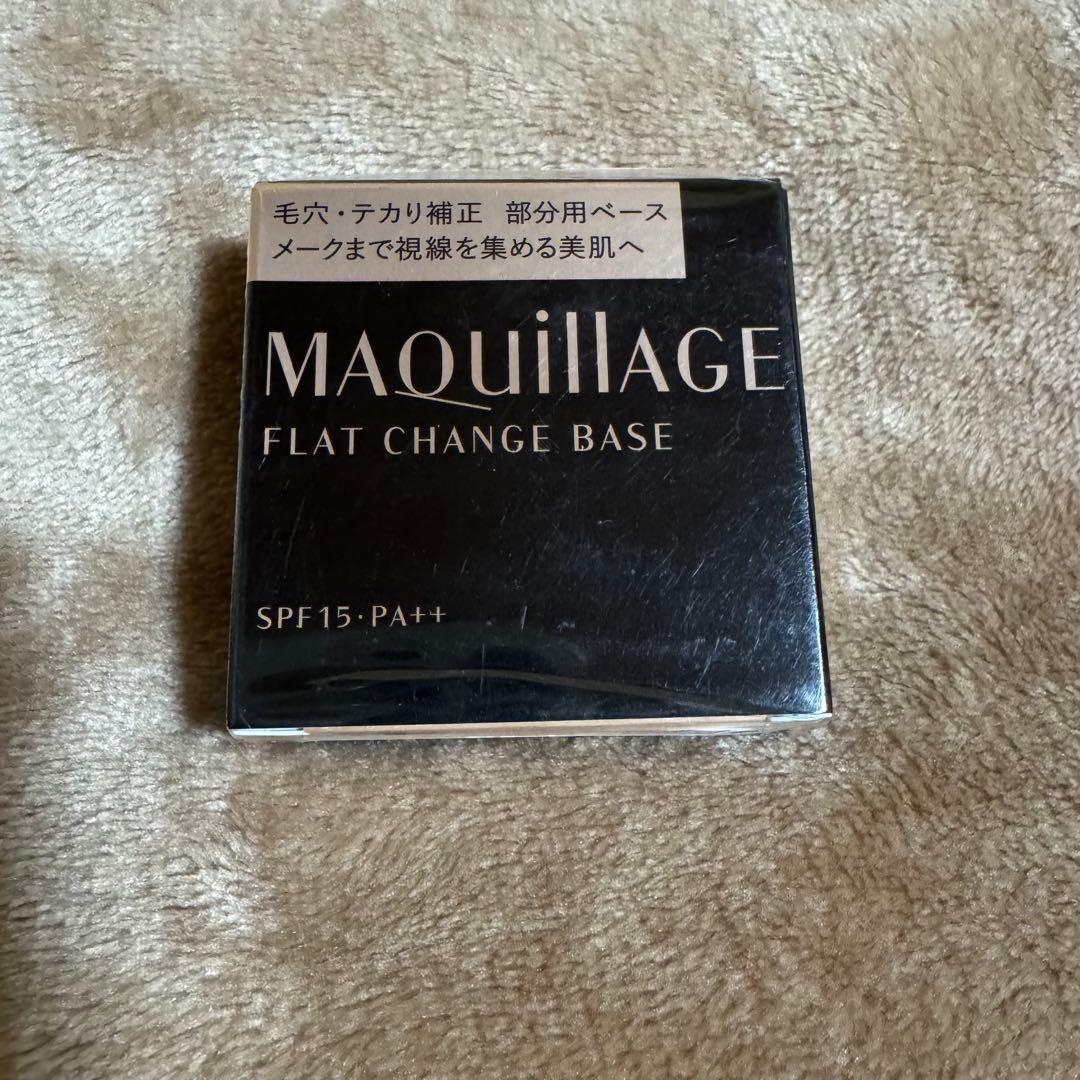 毛穴・テカり補正 部分用ベース
メークまで視線を集める美肌へ
MAQuillAGE
FLAT CHANGE BASE
SPF15・PA++